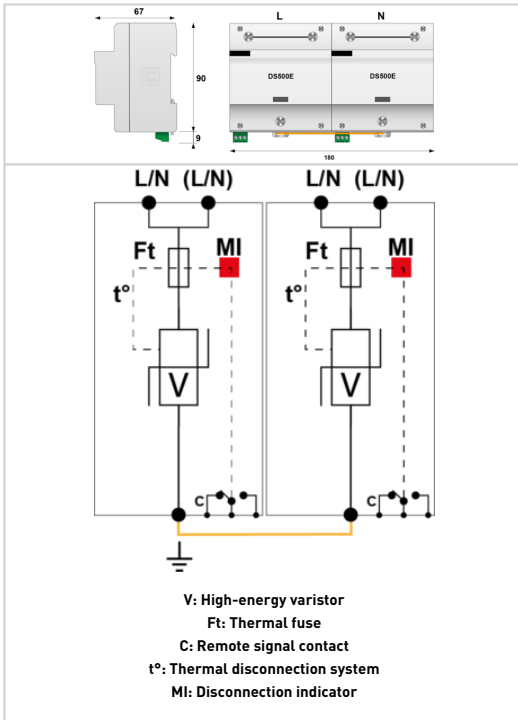 67
L N
90
DS500E DS500E
9
180
L/N (L/N) L/N (L/N)
Ft MI Ft MI
t° t°
V V
C C
V: High-energy varistor
Ft: Thermal fuse
C: Remote signal contact
t°: Thermal disconnection system
MI: Disconnection indicator